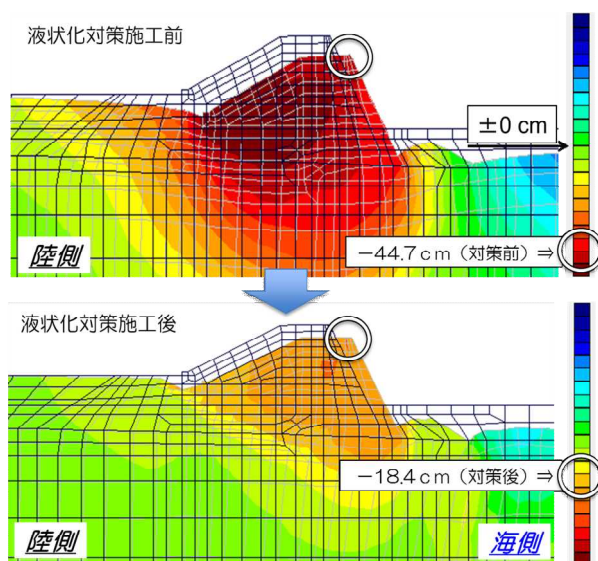 液状化対策施工前
±0 cm
陸側
－44.7ｃｍ（対策前）⇒
液状化対策施工後
－18.4ｃｍ（対策後）⇒
陸側
海側